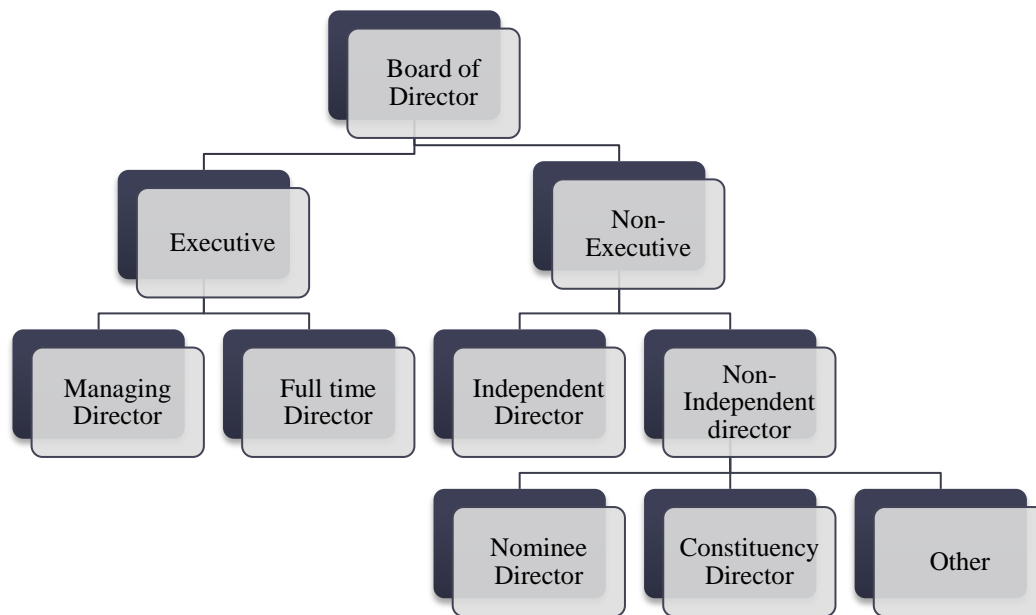 Board of
Director
Executive
Non-
Executive
Managing
Director
Full time
Director
Independent
Director
Non-
Independent
director
Nominee
Director
Constituency
Director
Other